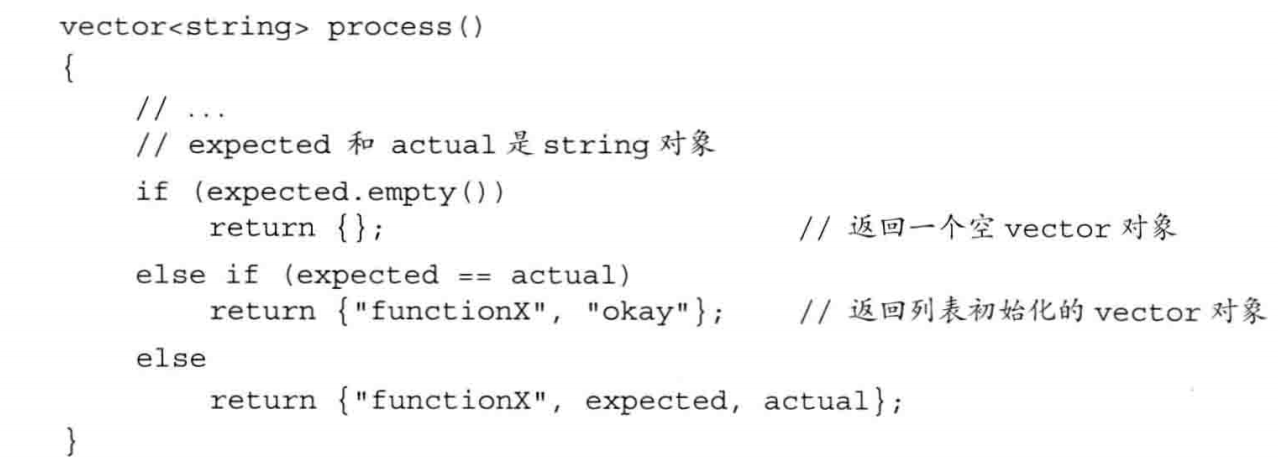 vector<string> process()
{
    // ...
    // expected 和 actual 是 string 对象
    if (expected.empty())
        return {};                      // 返回一个空 vector 对象
    else if (expected == actual)
        return {"functionX", "okay"};   // 返回列表初始化的 vector 对象
    else
        return {"functionX", expected, actual};
}